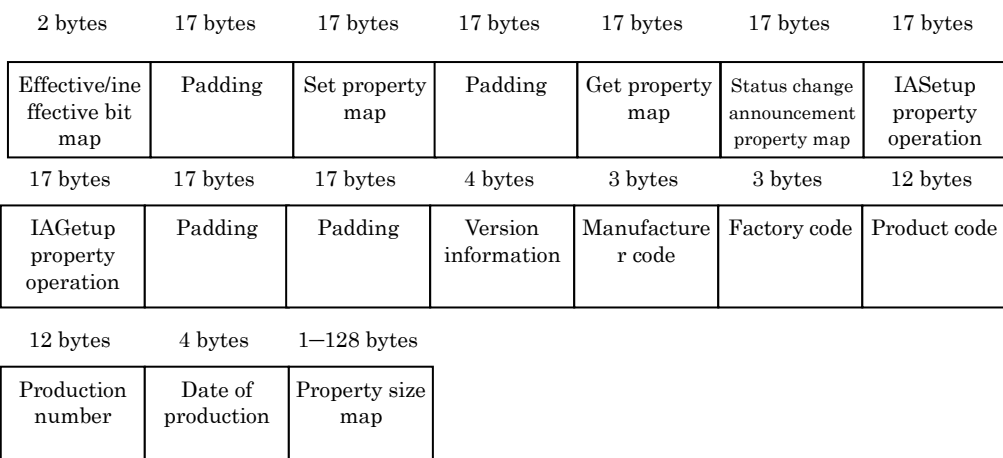 2 bytes 17 bytes 17 bytes 17 bytes 17 bytes 17 bytes 17 bytes
Effective/ine
ffective bit
map
Padding
Set property
map
Padding
Get property
map
Status change
announcement
property map
IASetup
property
operation
17 bytes 17 bytes 17 bytes 4 bytes 3 bytes 3 bytes 12 bytes
IAGetup
property
operation
Padding
Padding
Version
information
Manufacture
r code
Factory code
Product code
12 bytes 4 bytes 1–128 bytes
Production
number
Date of
production
Property size
map